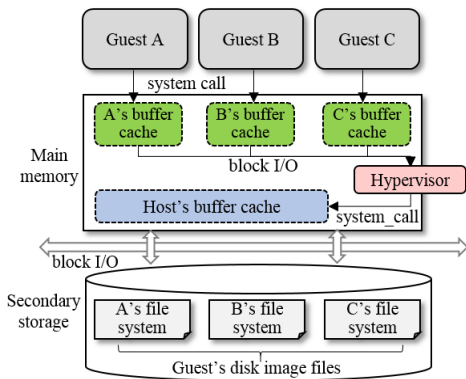 Guest A
Guest B
Guest C
system call
A's buffer
cache
B's buffer
cache
C's buffer
cache
Main
memory
block I/O
Hypervisor
Host's buffer cache
system_call
block I/O
Secondary
storage
A's file
system
B's file
system
C's file
system
Guest's disk image files